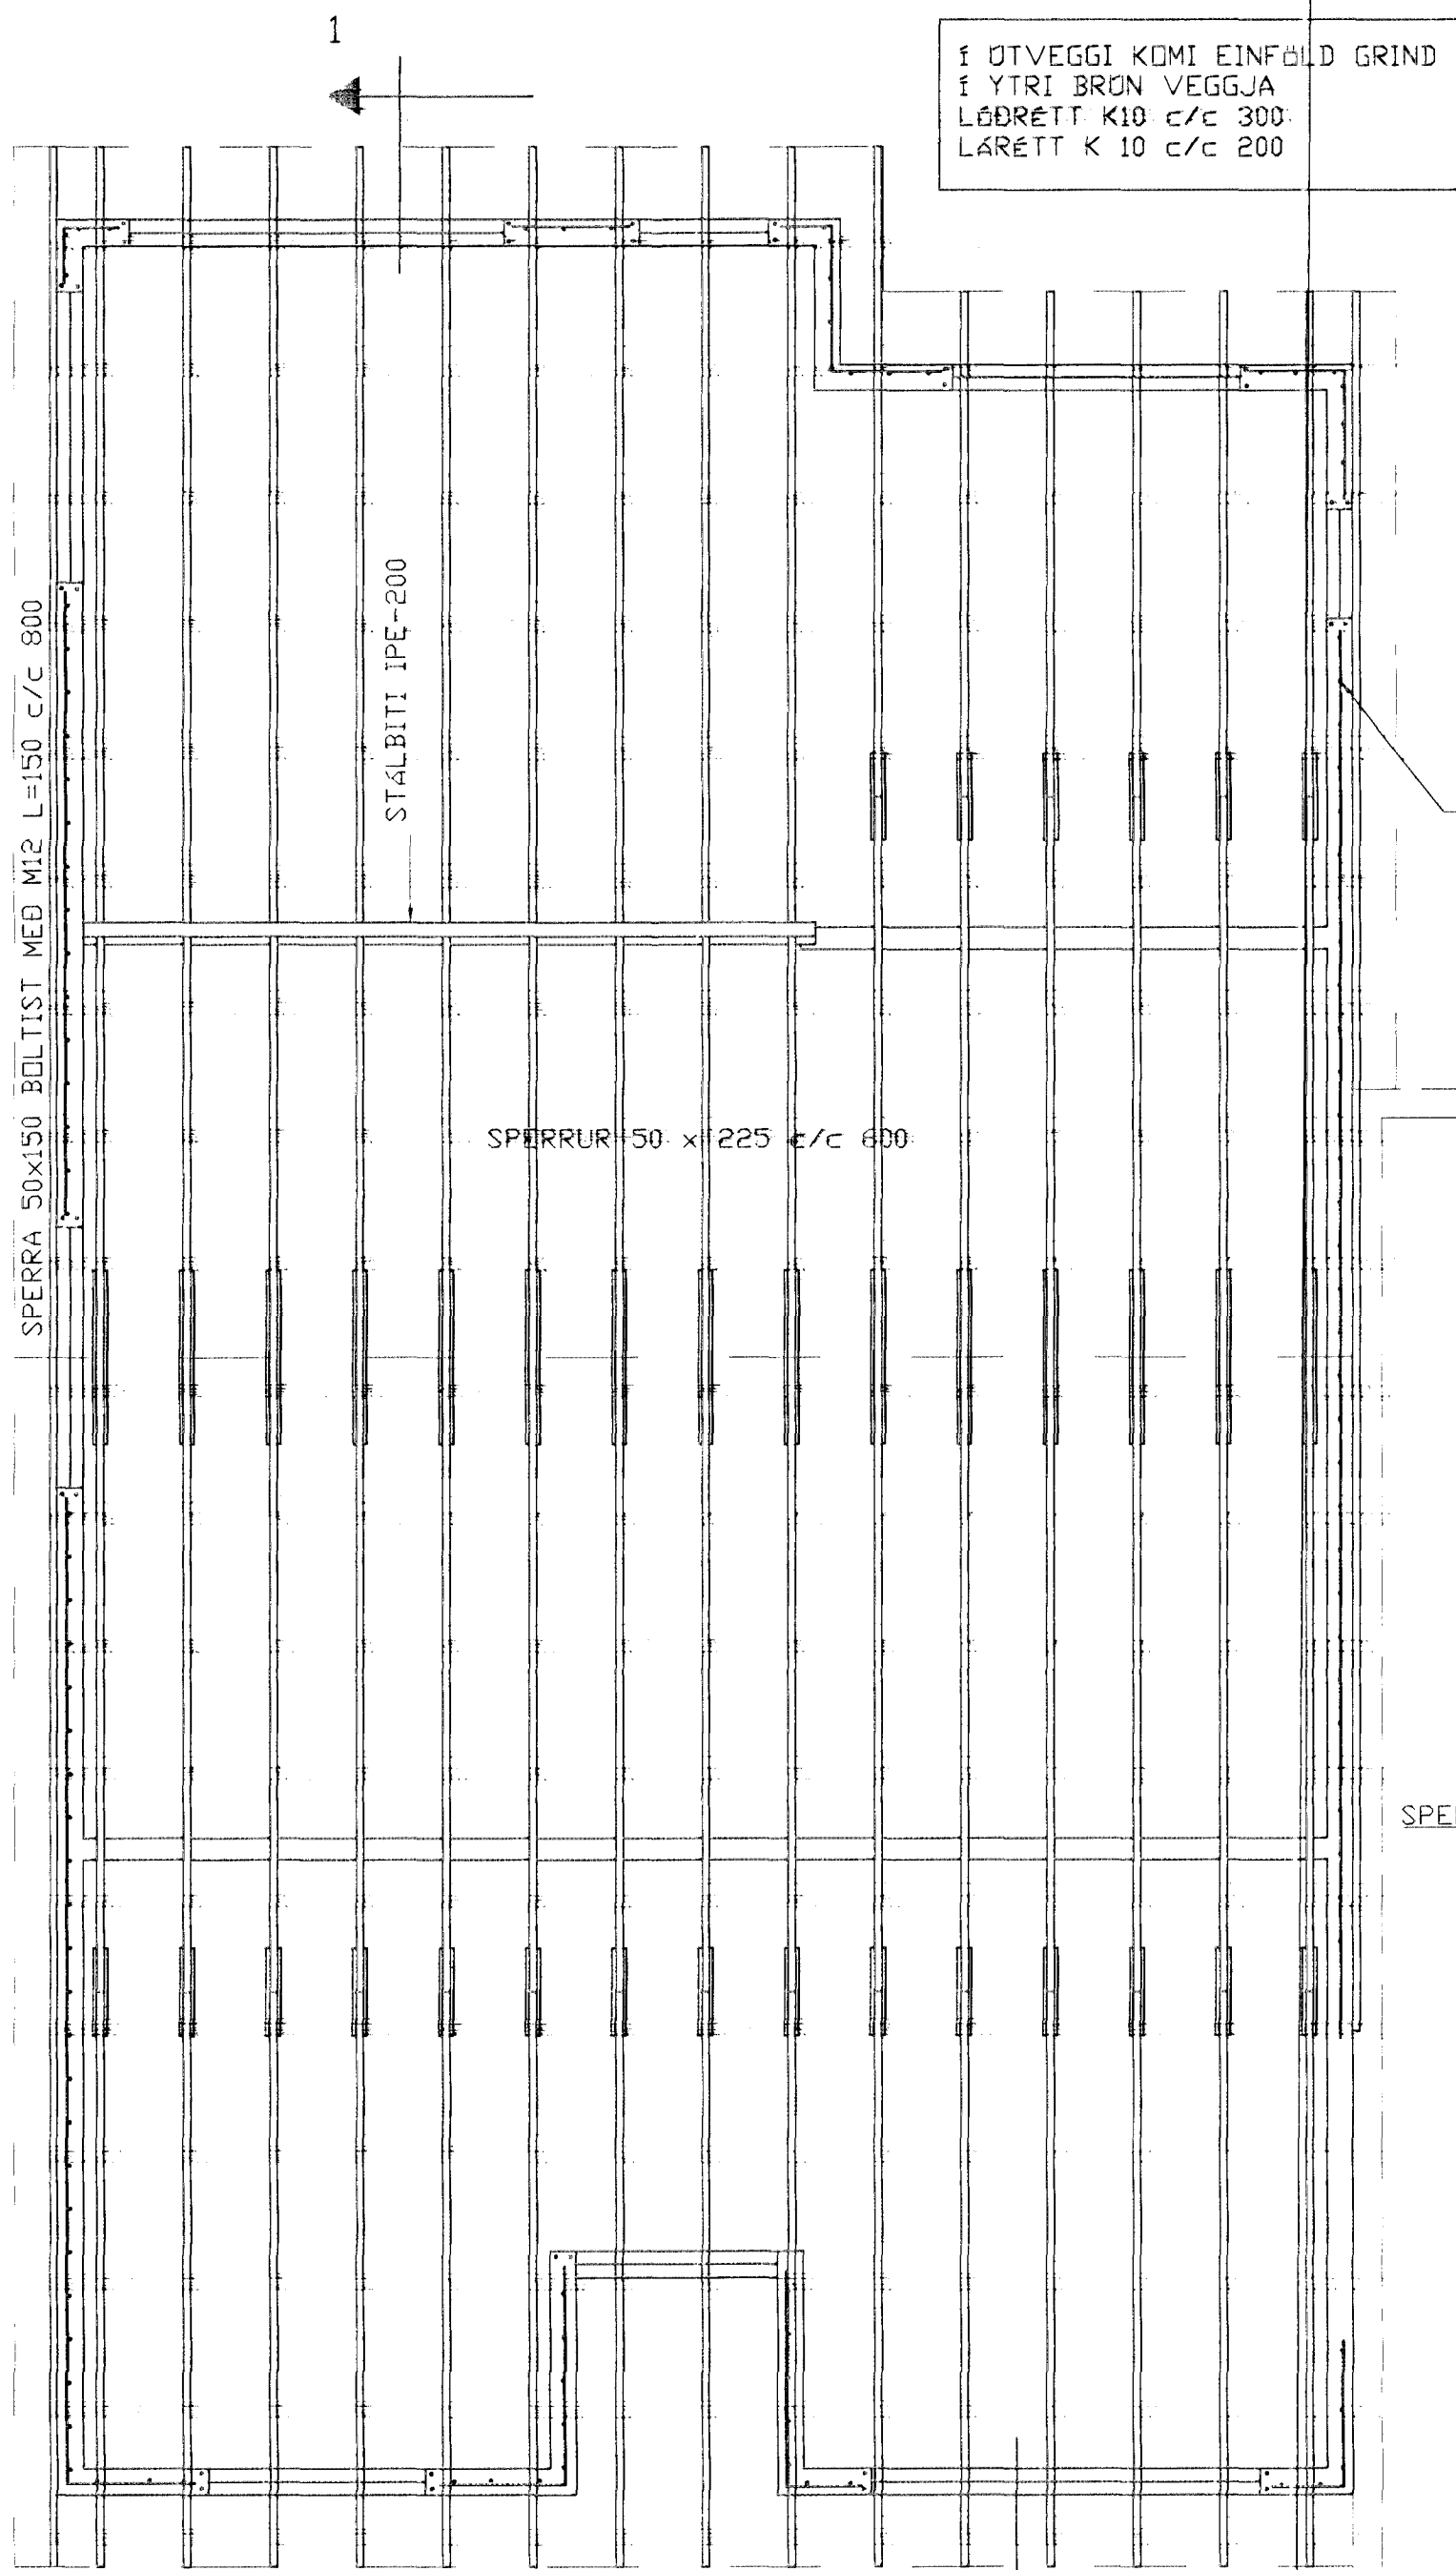 1
Í ÚTVEGGI KOMI EINFÖLD GRIND
Í YTRI BRÚN VEGGJA
LÓÐRÉTT K10 c/c 300
LÁRÉTT K 10 c/c 200
STÁLBITI IPE-200
SPERRA 50x150 BOLTIST MEÐ M12 L=150 c/c 800
SPERRUR 50 x 225 c/c 600
SPE